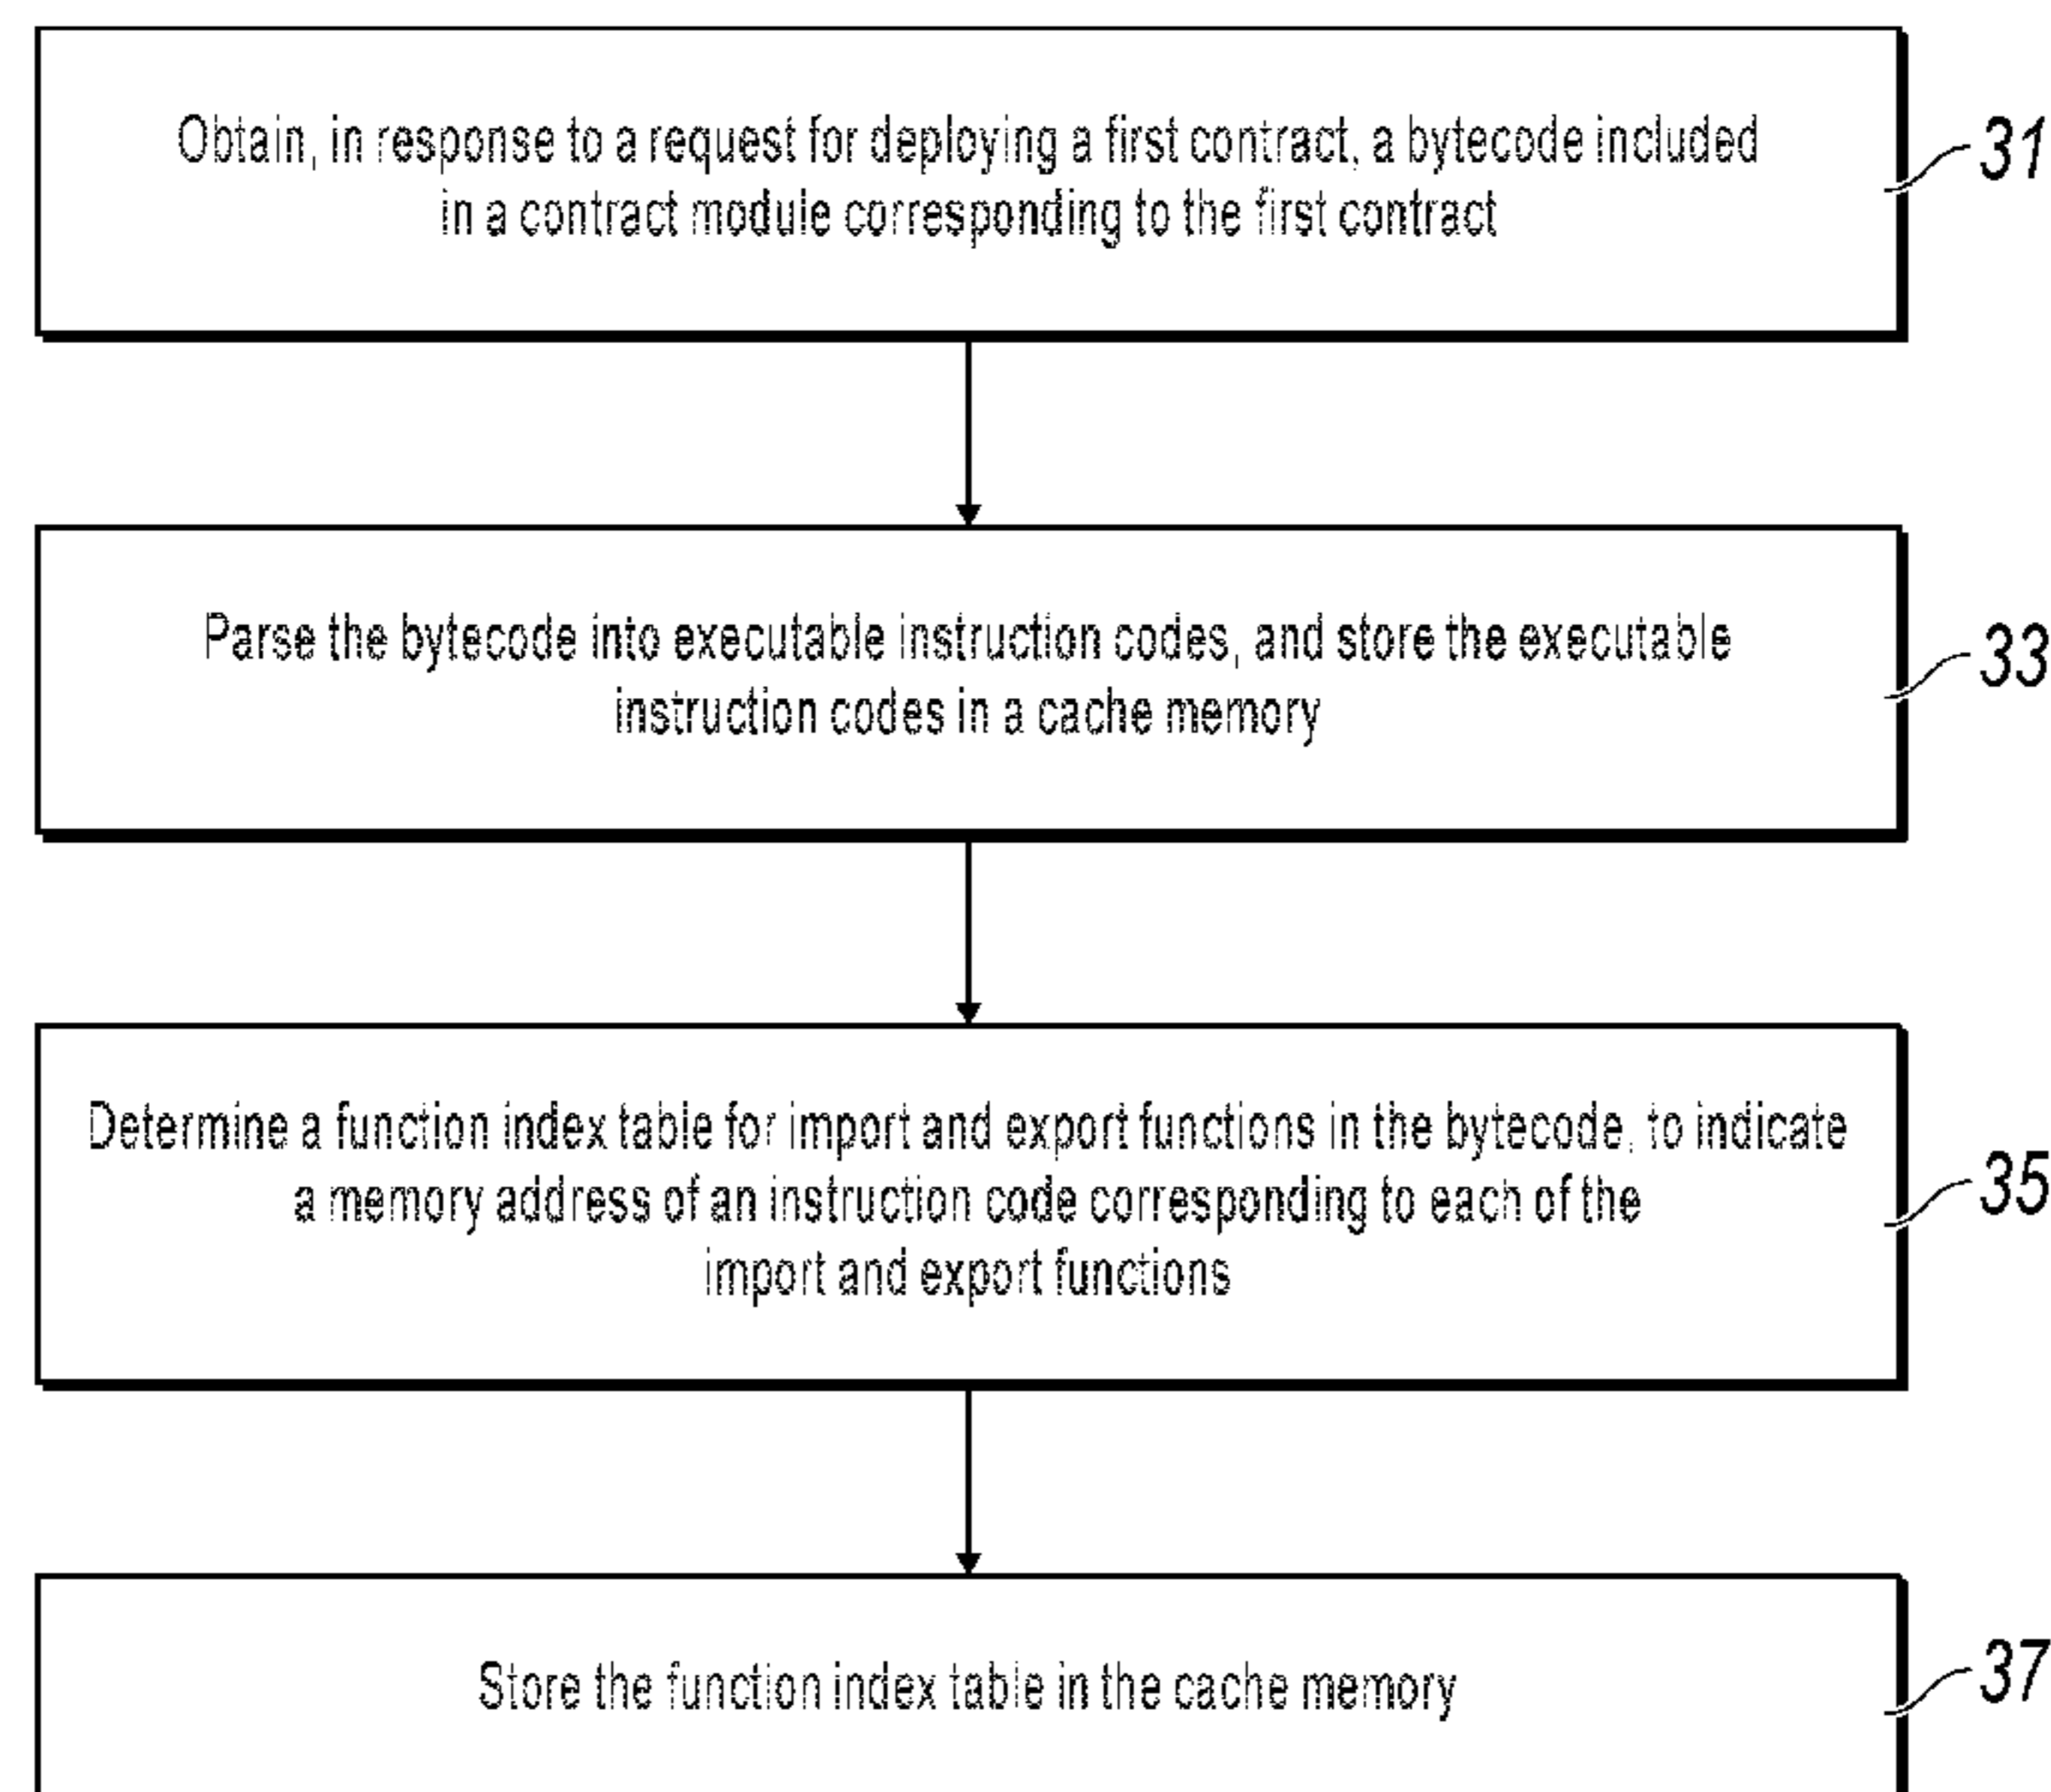 Obtain, in response to a request for deploying a first contract, a bytecode included
in a contract module corresponding to the first contract
31
Parse the bytecode into executable instruction codes, and store the executable
instruction codes in a cache memory
33
Determine a function index table for import and export functions in the bytecode, to indicate
a memory address of an instruction code corresponding to each of the
import and export functions
35
Store the function index table in the cache memory
37